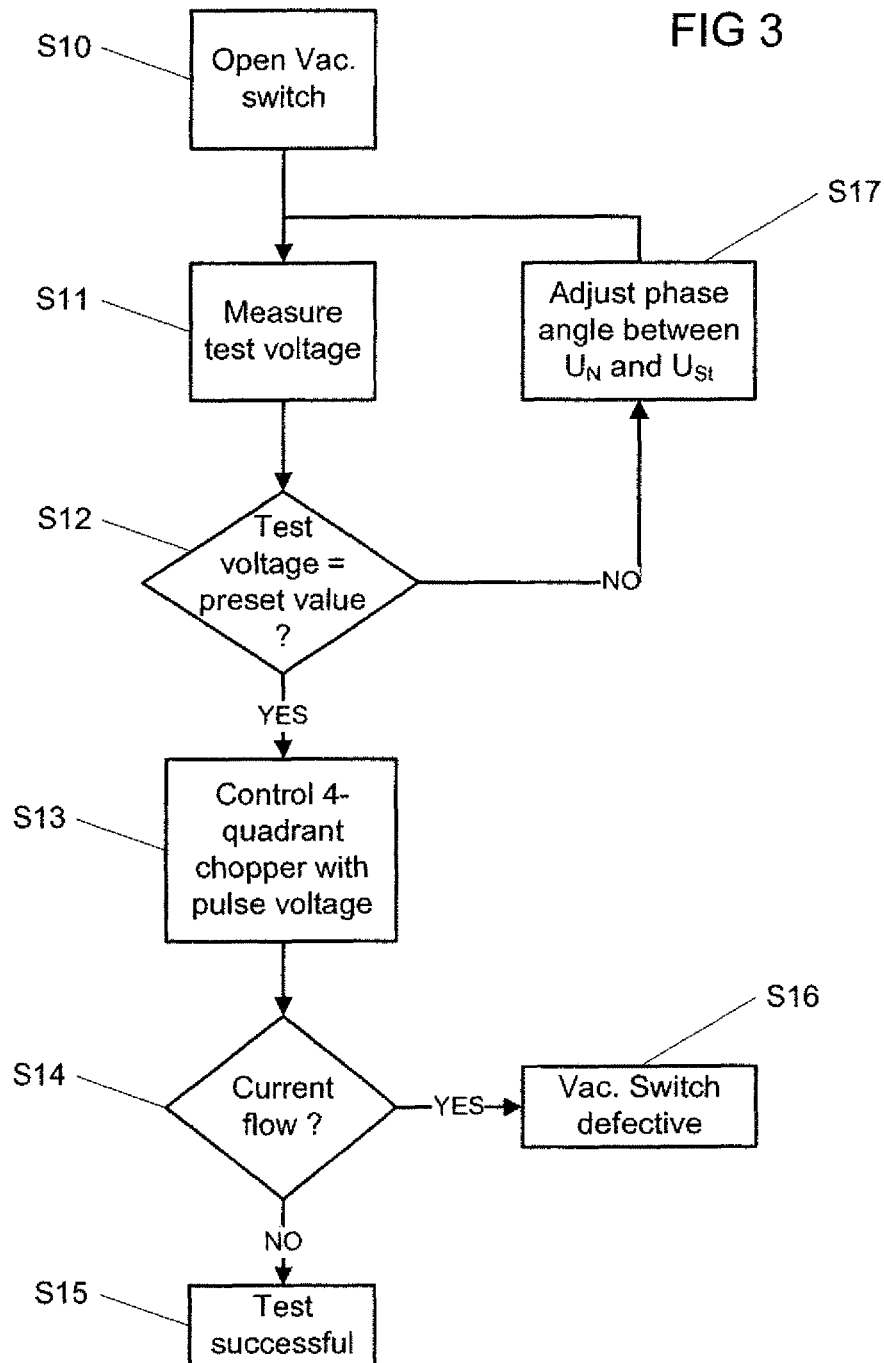 FIG 3
S10
Open Vac.
switch
S17
S11
Measure
test voltage
Adjust phase
angle between
U_N and U_St
S12
Test
voltage =
preset value
?
NO
YES
S13
Control 4-
quadrant
chopper with
pulse voltage
S16
S14
Current
flow ?
YES
Vac. Switch
defective
NO
S15
Test
successful